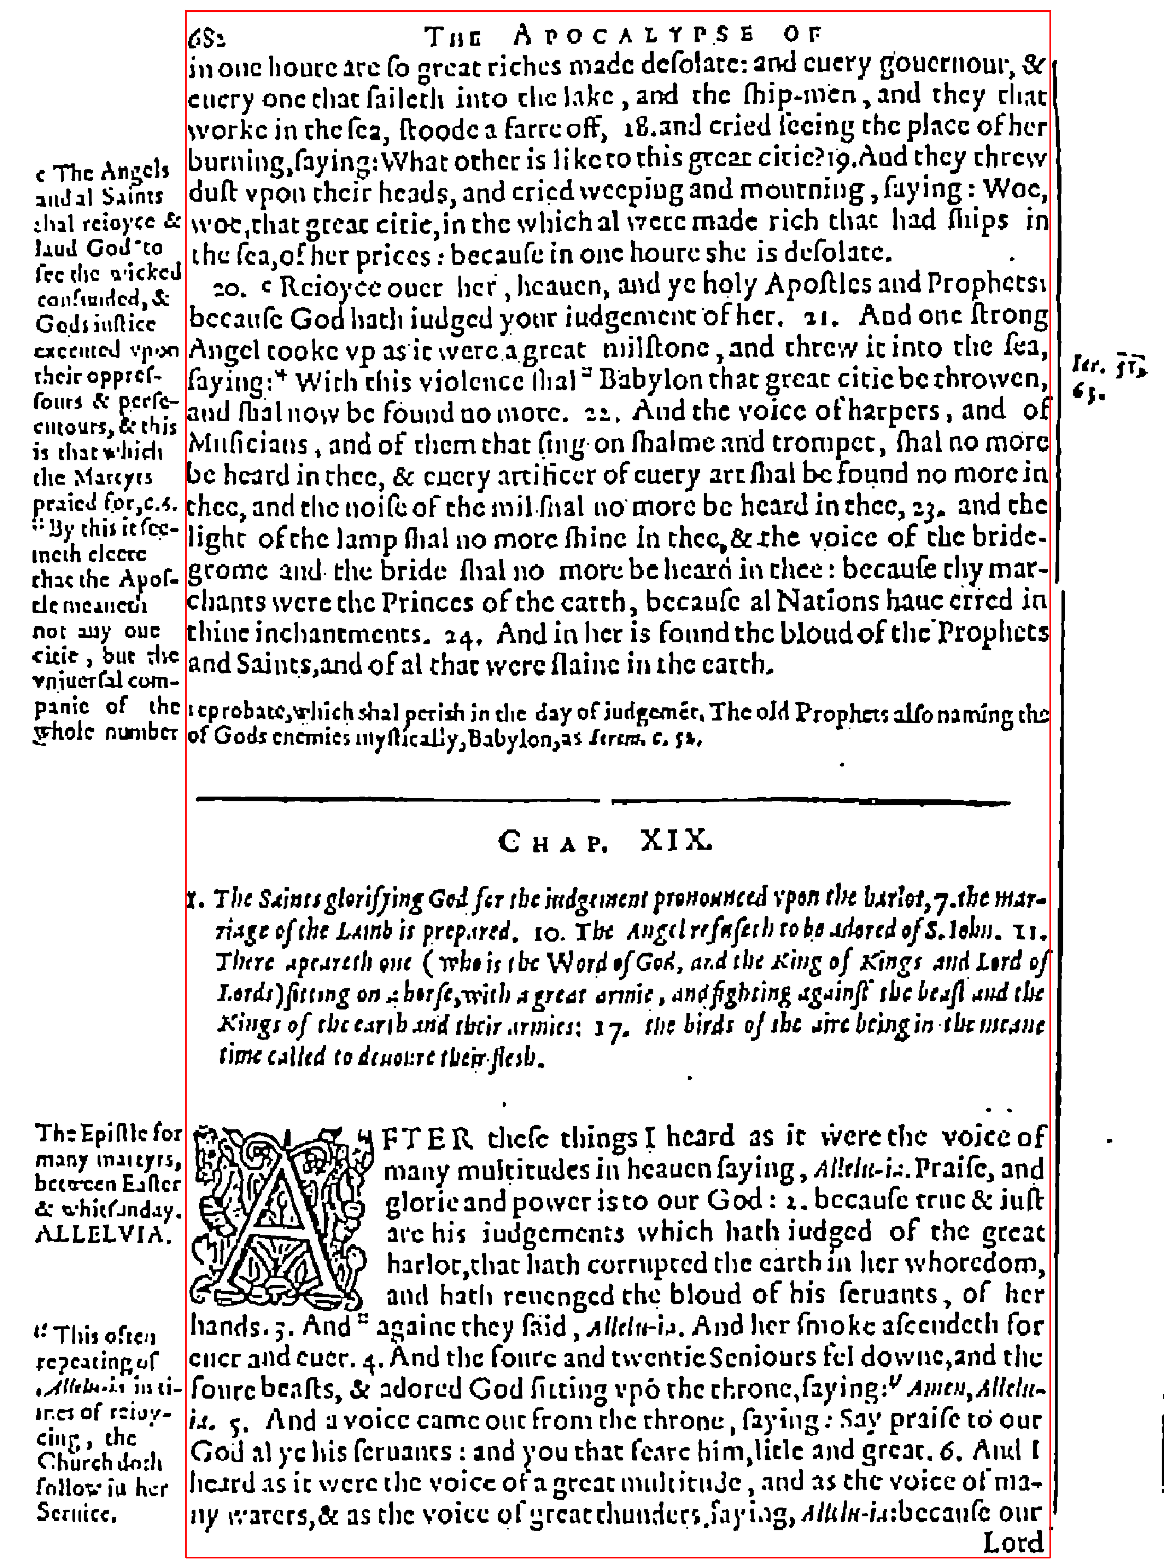 682 THE APOCALYPSE OF
in one houre are ſo great riches made deſolate: and euery gouernour, &
euery one that ſaileth into the lake, and the ſhip-men, and they that
worke in the ſea, ſtoode a farre off, 18. and cried ſeeing the place of her
burning, ſaying: What other is like to this great citie? 19. And they threw
duſt vpon their heads, and cried weeping and mourning, ſaying: Woe,
woe, that great citie, in the which al were made rich that had ſhips in
the ſea, of her prices: becauſe in one houre she is deſolate.
20. c Reioyce ouer her, heauen, and ye holy Apoſtles and Prophets:
becauſe God hath iudged your iudgement of her. 21. And one ſtrong
Angel tooke vp as it were a great milſtone, and threw it into the ſea,
ſaying: * With this violence ſhal " Babylon that great citie be throwen,
and ſhal now be found no more. 22. And the voice of harpers, and of
Muſicians, and of them that ſing on ſhalme and trompet, ſhal no more
be heard in thee, & euery artificer of euery art ſhal be found no more in
thee, and the noiſe of the mil ſhal no more be heard in thee, 23. and the
light of the lamp ſhal no more ſhine in thee, & the voice of the bride-
grome and the bride ſhal no more be heard in thee: becauſe thy mar-
chants were the Princes of the earth, becauſe al Nations haue erred in
thine inchantments. 24. And in her is found the bloud of the Prophets
and Saints, and of al that were ſlaine in the earth.
c The Angels
and al Saints
shal reioyce &
laud God to
ſee the wicked
confounded, &
Gods iuſtice
executed vpon
their oppreſ-
ſours & perſe-
cutours, & this
is that which
the Martyrs
praied for, c. 6.
" By this it ſee-
meth cleere
that the Apoſ-
tle meaneth
not any one
citie, but the
vniuerſal com-
panie of the
whole number
reprobate, which shal perish in the day of iudgemēt. The old Prophets alſo naming the
of Gods enemies myſtically, Babylon, as Ierem. c. 51.
Ier. 51,
63.
CHAP. XIX.
1. The Saints glorifying God for the iudgement pronounced vpon the harlot, 7. the mar-
riage of the Lamb is prepared. 10. The Angel refuſeth to be adored of S. Iohn. 11.
There apeareth one (who is the Word of God, and the King of Kings and Lord of
Lords) ſitting on a horſe, with a great armie, and fighting againſt the beaſt and the
Kings of the earth and their armies: 17. the birds of the aire being in the meane
time called to deuoure their flesh.
The Epiſtle for
many martyrs,
betwen Eaſter
& whitſunday.
ALLELVIA.
AFTER theſe things I heard as it were the voice of
many multitudes in heauen ſaying, Allelu-ia. Praiſe, and
glorie and power is to our God: 2. becauſe true & iuſt
are his iudgements which hath iudged of the great
harlot, that hath corrupted the earth in her whoredom,
and hath reuenged the bloud of his ſeruants, of her
hands. 3. And " againe they ſaid, Allelu-ia. And her ſmoke aſcendeth for
euer and euer. 4. And the foure and twentie Seniours fel downe, and the
foure beaſts, & adored God ſitting vpō the throne, ſaying: " Amen, Allelu-
ia. 5. And a voice came out from the throne, ſaying: Say praiſe to our
God al ye his ſeruants: and you that feare him, litle and great. 6. And I
heard as it were the voice of a great multitude, and as the voice of ma-
ny waters, & as the voice of great thunders, ſaying, Allelu-ia: becauſe our
Lord
" This often
repeating of
Allelu-ia in ti-
mes of reioy-
cing, the
Church doth
follow in her
Seruice.